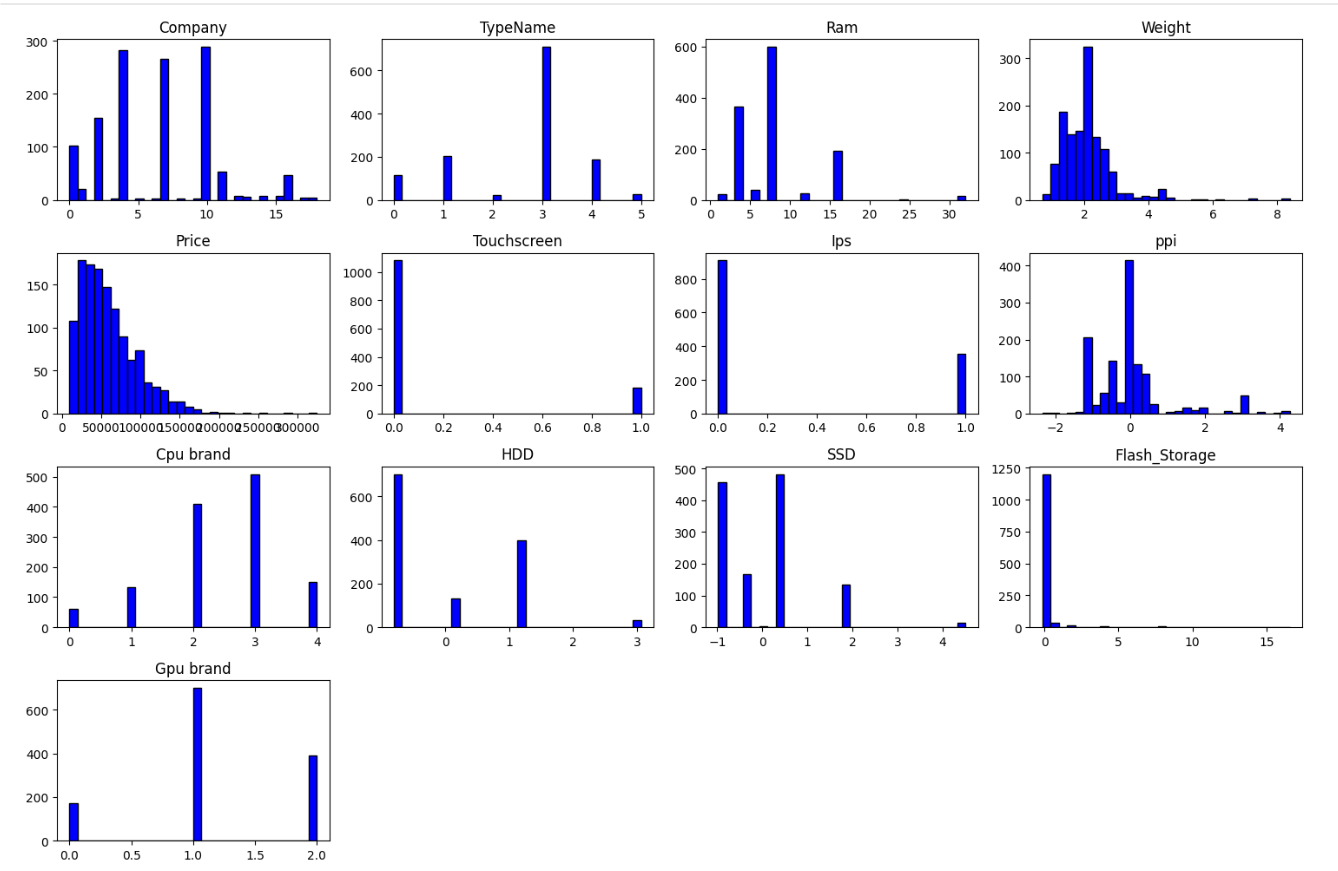 Company TypeName Ram Weight
300 200 100 0
600 400 200 0
600 400 200 0
300 200 100 0
0 5 10 15
0 1 2 3 4 5
0 5 10 15 20 25 30
2 4 6 8
Price Touchscreen Ips ppi
150 100 50 0
1000 800 600 400 200 0
800 600 400 200 0
400 300 200 100 0
0 50000 100000 150000 200000 250000 300000
0.0 0.2 0.4 0.6 0.8 1.0
0.0 0.2 0.4 0.6 0.8 1.0
−2 0 2 4
Cpu brand HDD SSD Flash_Storage
500 400 300 200 100 0
600 400 200 0
500 400 300 200 100 0
1250 1000 750 500 250 0
0 1 2 3 4
0 1 2 3
−1 0 1 2 3 4
0 5 10 15
Gpu brand
600 400 200 0
0.0 0.5 1.0 1.5 2.0